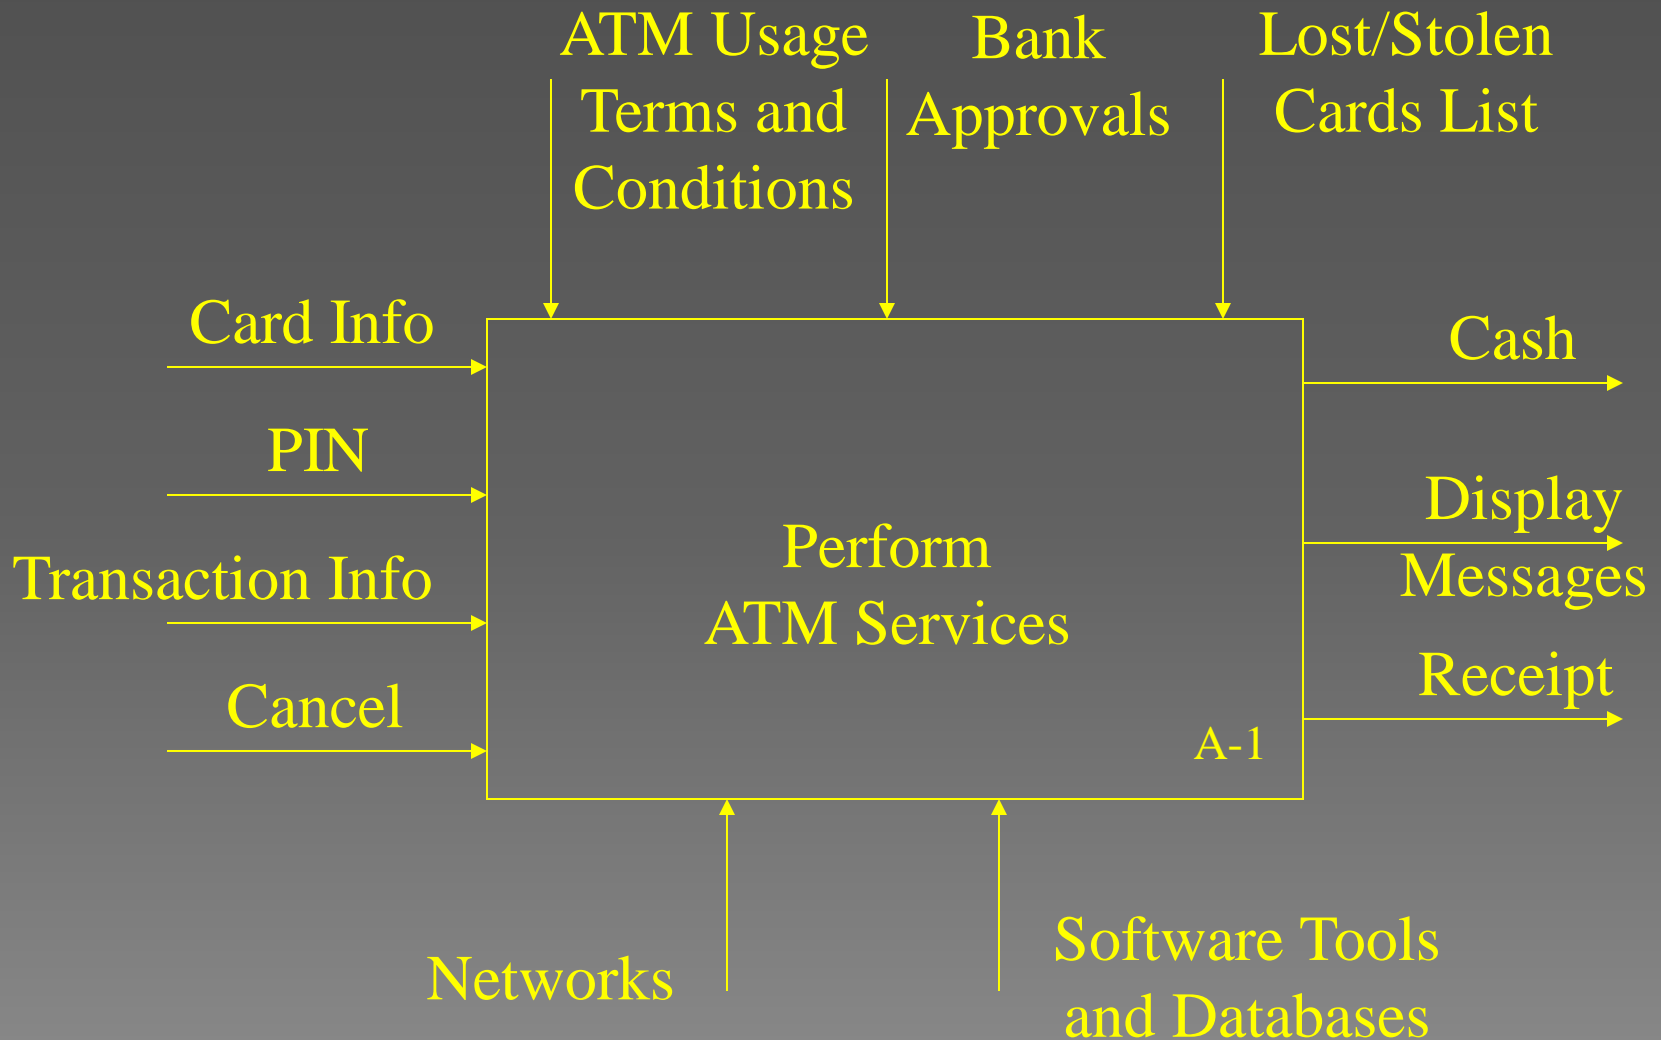 ATM Usage
Terms and
Conditions
Bank
Approvals
Lost/Stolen
Cards List
Card Info
PIN
Transaction Info
Cancel
Perform
ATM Services
A-1
Cash
Display
Messages
Receipt
Networks
Software Tools
and Databases